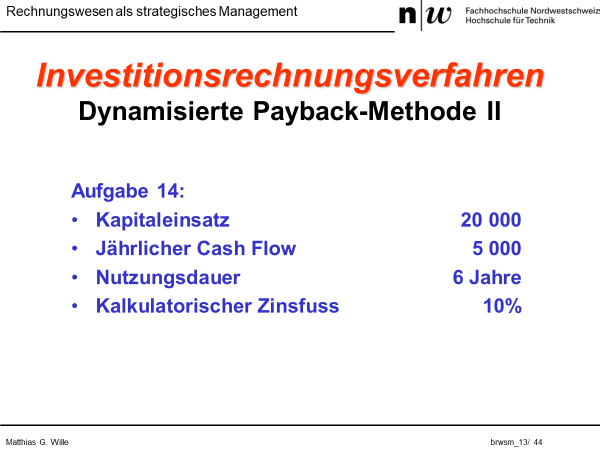 Rechnungswesen als strategisches Management
n|w Fachhochschule Nordwestschweiz
Hochschule für Technik
Investitionsrechnungsverfahren
Dynamisierte Payback-Methode II
Aufgabe 14:
• Kapitaleinsatz 20 000
• Jährlicher Cash Flow 5 000
• Nutzungsdauer 6 Jahre
• Kalkulatorischer Zinsfuss 10%
Matthias G. Wille brwsm_13/ 44